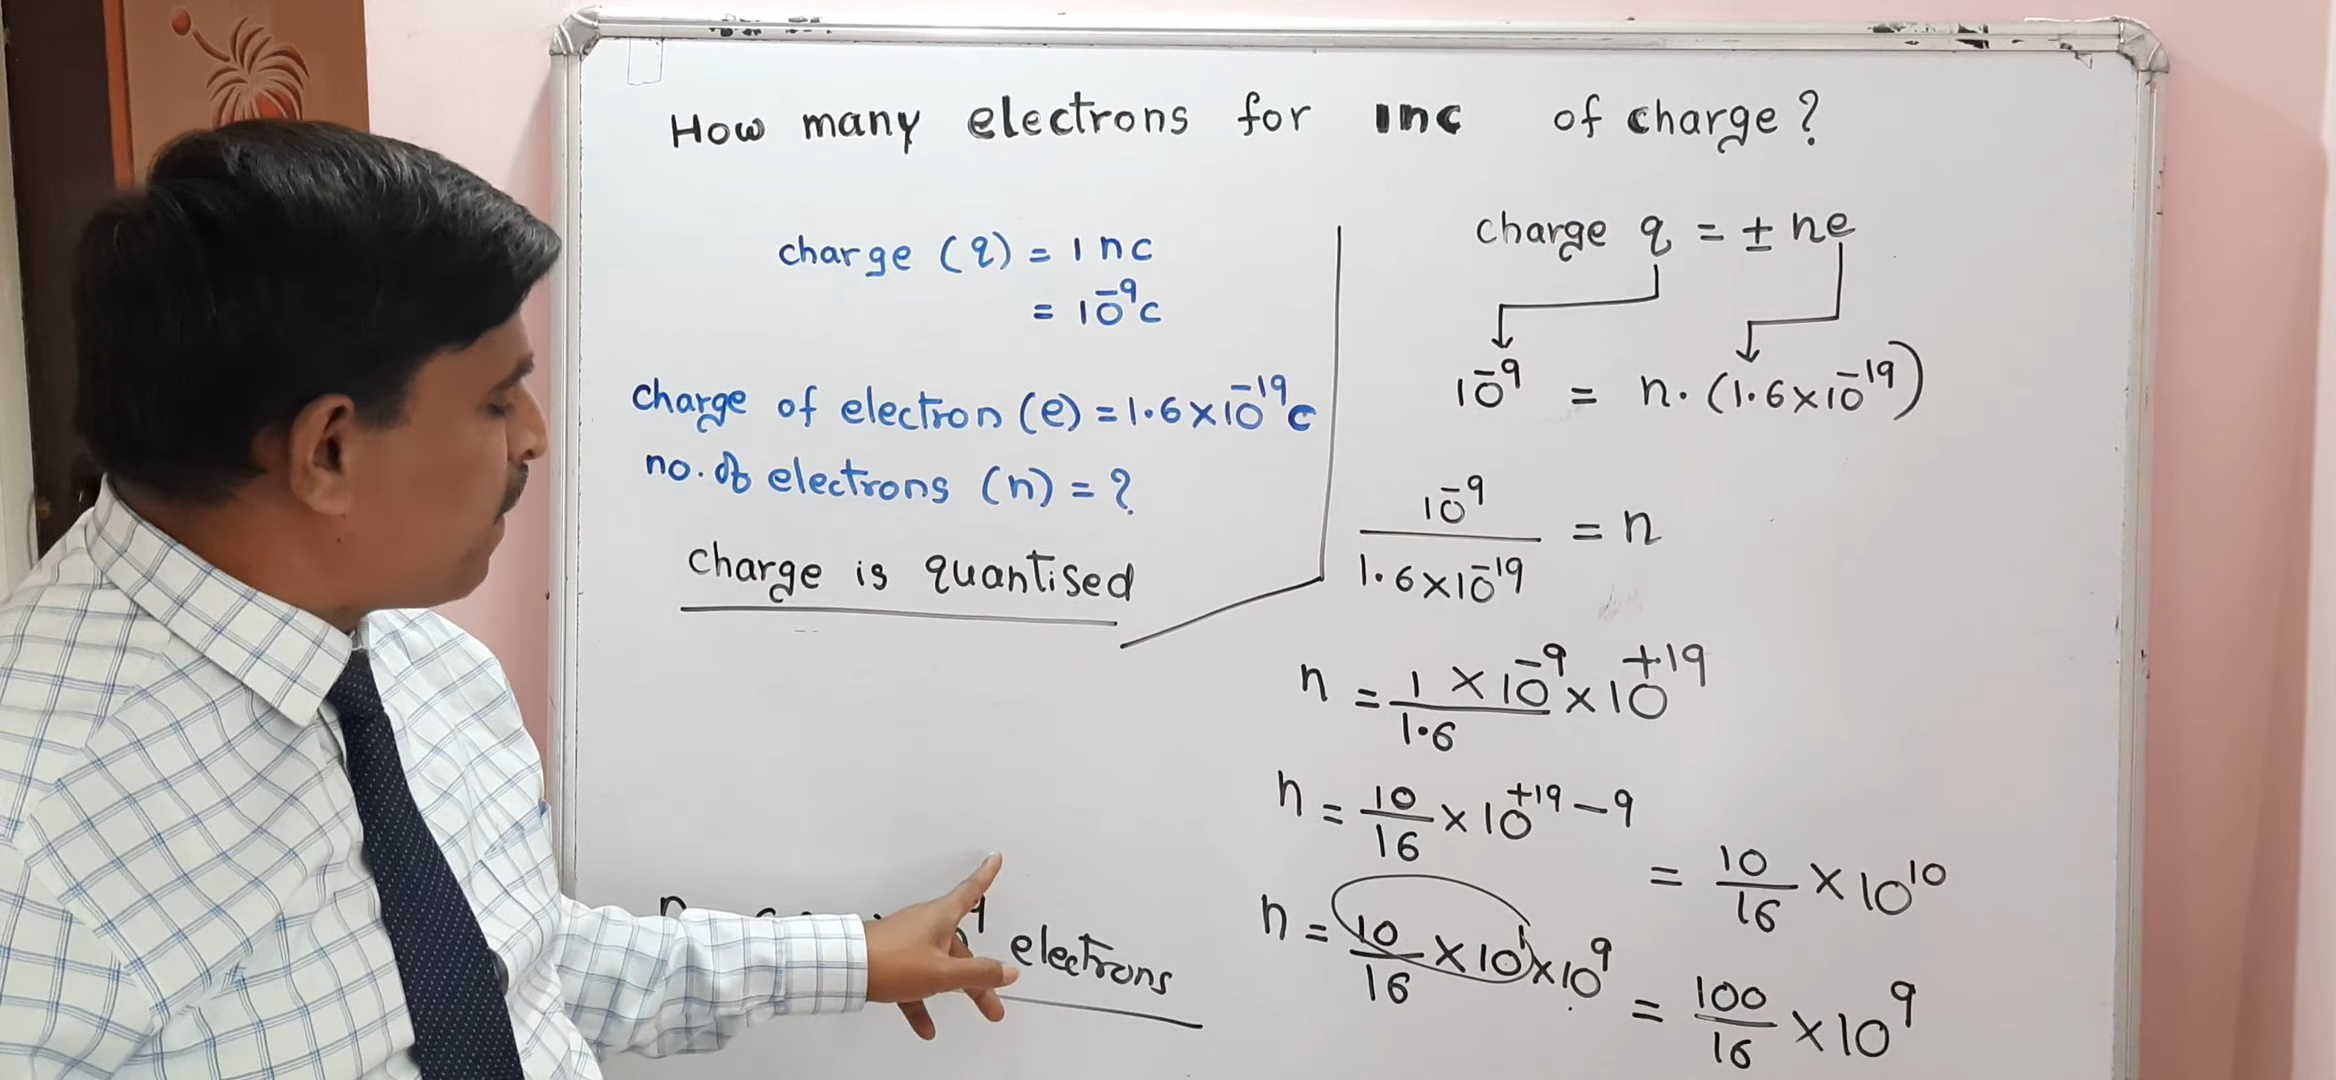 How many electrons for 1nc of charge?
charge (q) = 1 nc
= 10⁻⁹c
charge of electron (e) = 1.6×10⁻¹⁹c
no. of electrons (n) = ?
charge is quantised
electrons
charge q = ± ne
10⁻⁹ = n. (1.6×10⁻¹⁹)
10⁻⁹/1.6×10⁻¹⁹ = n
n = 1/1.6 × 10⁻⁹ × 10⁺¹⁹
n = 10/16 × 10⁺¹⁹⁻⁹
= 10/16 × 10¹⁰
n = 10/16 × 10¹ × 10⁹
= 100/16 × 10⁹